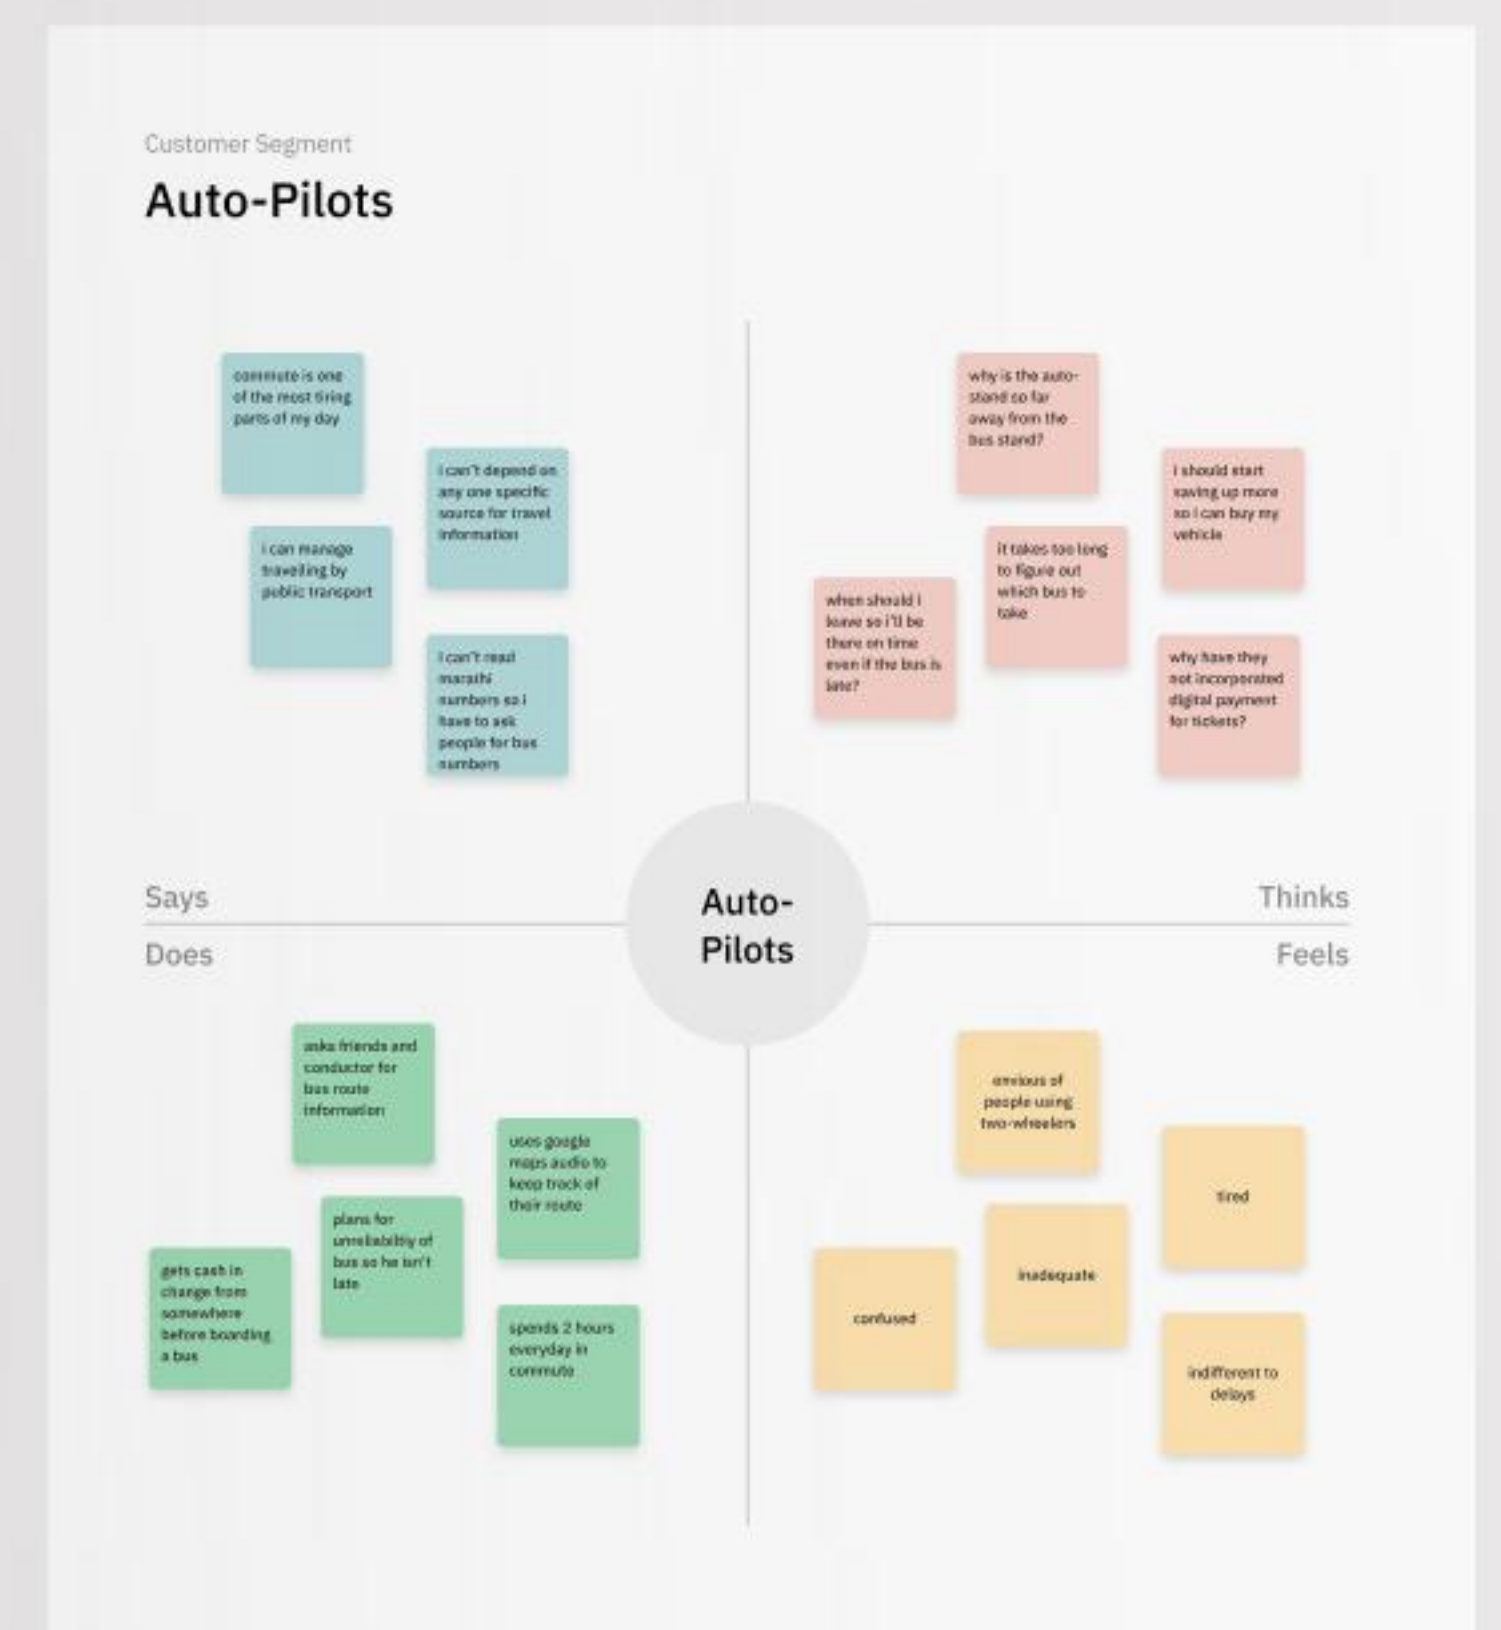 Customer Segment
Auto-Pilots
commute is one
of the most tiring
parts of my day
i can't depend on
any one specific
source for travel
information
i can manage
travelling by
public transport
i can't read
marathi
numbers so i
have to ask
people for bus
numbers
why is the auto-
stand so far
away from the
bus stand?
i should start
saving up more
so i can buy my
vehicle
it takes too long
to figure out
which bus to
take
when should i
leave so i'll be
there on time
even if the bus is
late?
why have they
not incorporated
digital payment
for tickets?
Says
Thinks
Auto-
Pilots
Does
Feels
asks friends and
conductor for
bus route
information
uses google
maps audio to
keep track of
their route
plans for
unreliabiltiy of
bus so he isn't
late
gets cash in
change from
somewhere
before boarding
a bus
spends 2 hours
everyday in
commute
envious of
people using
two-wheelers
tired
inadequate
confused
indifferent to
delays